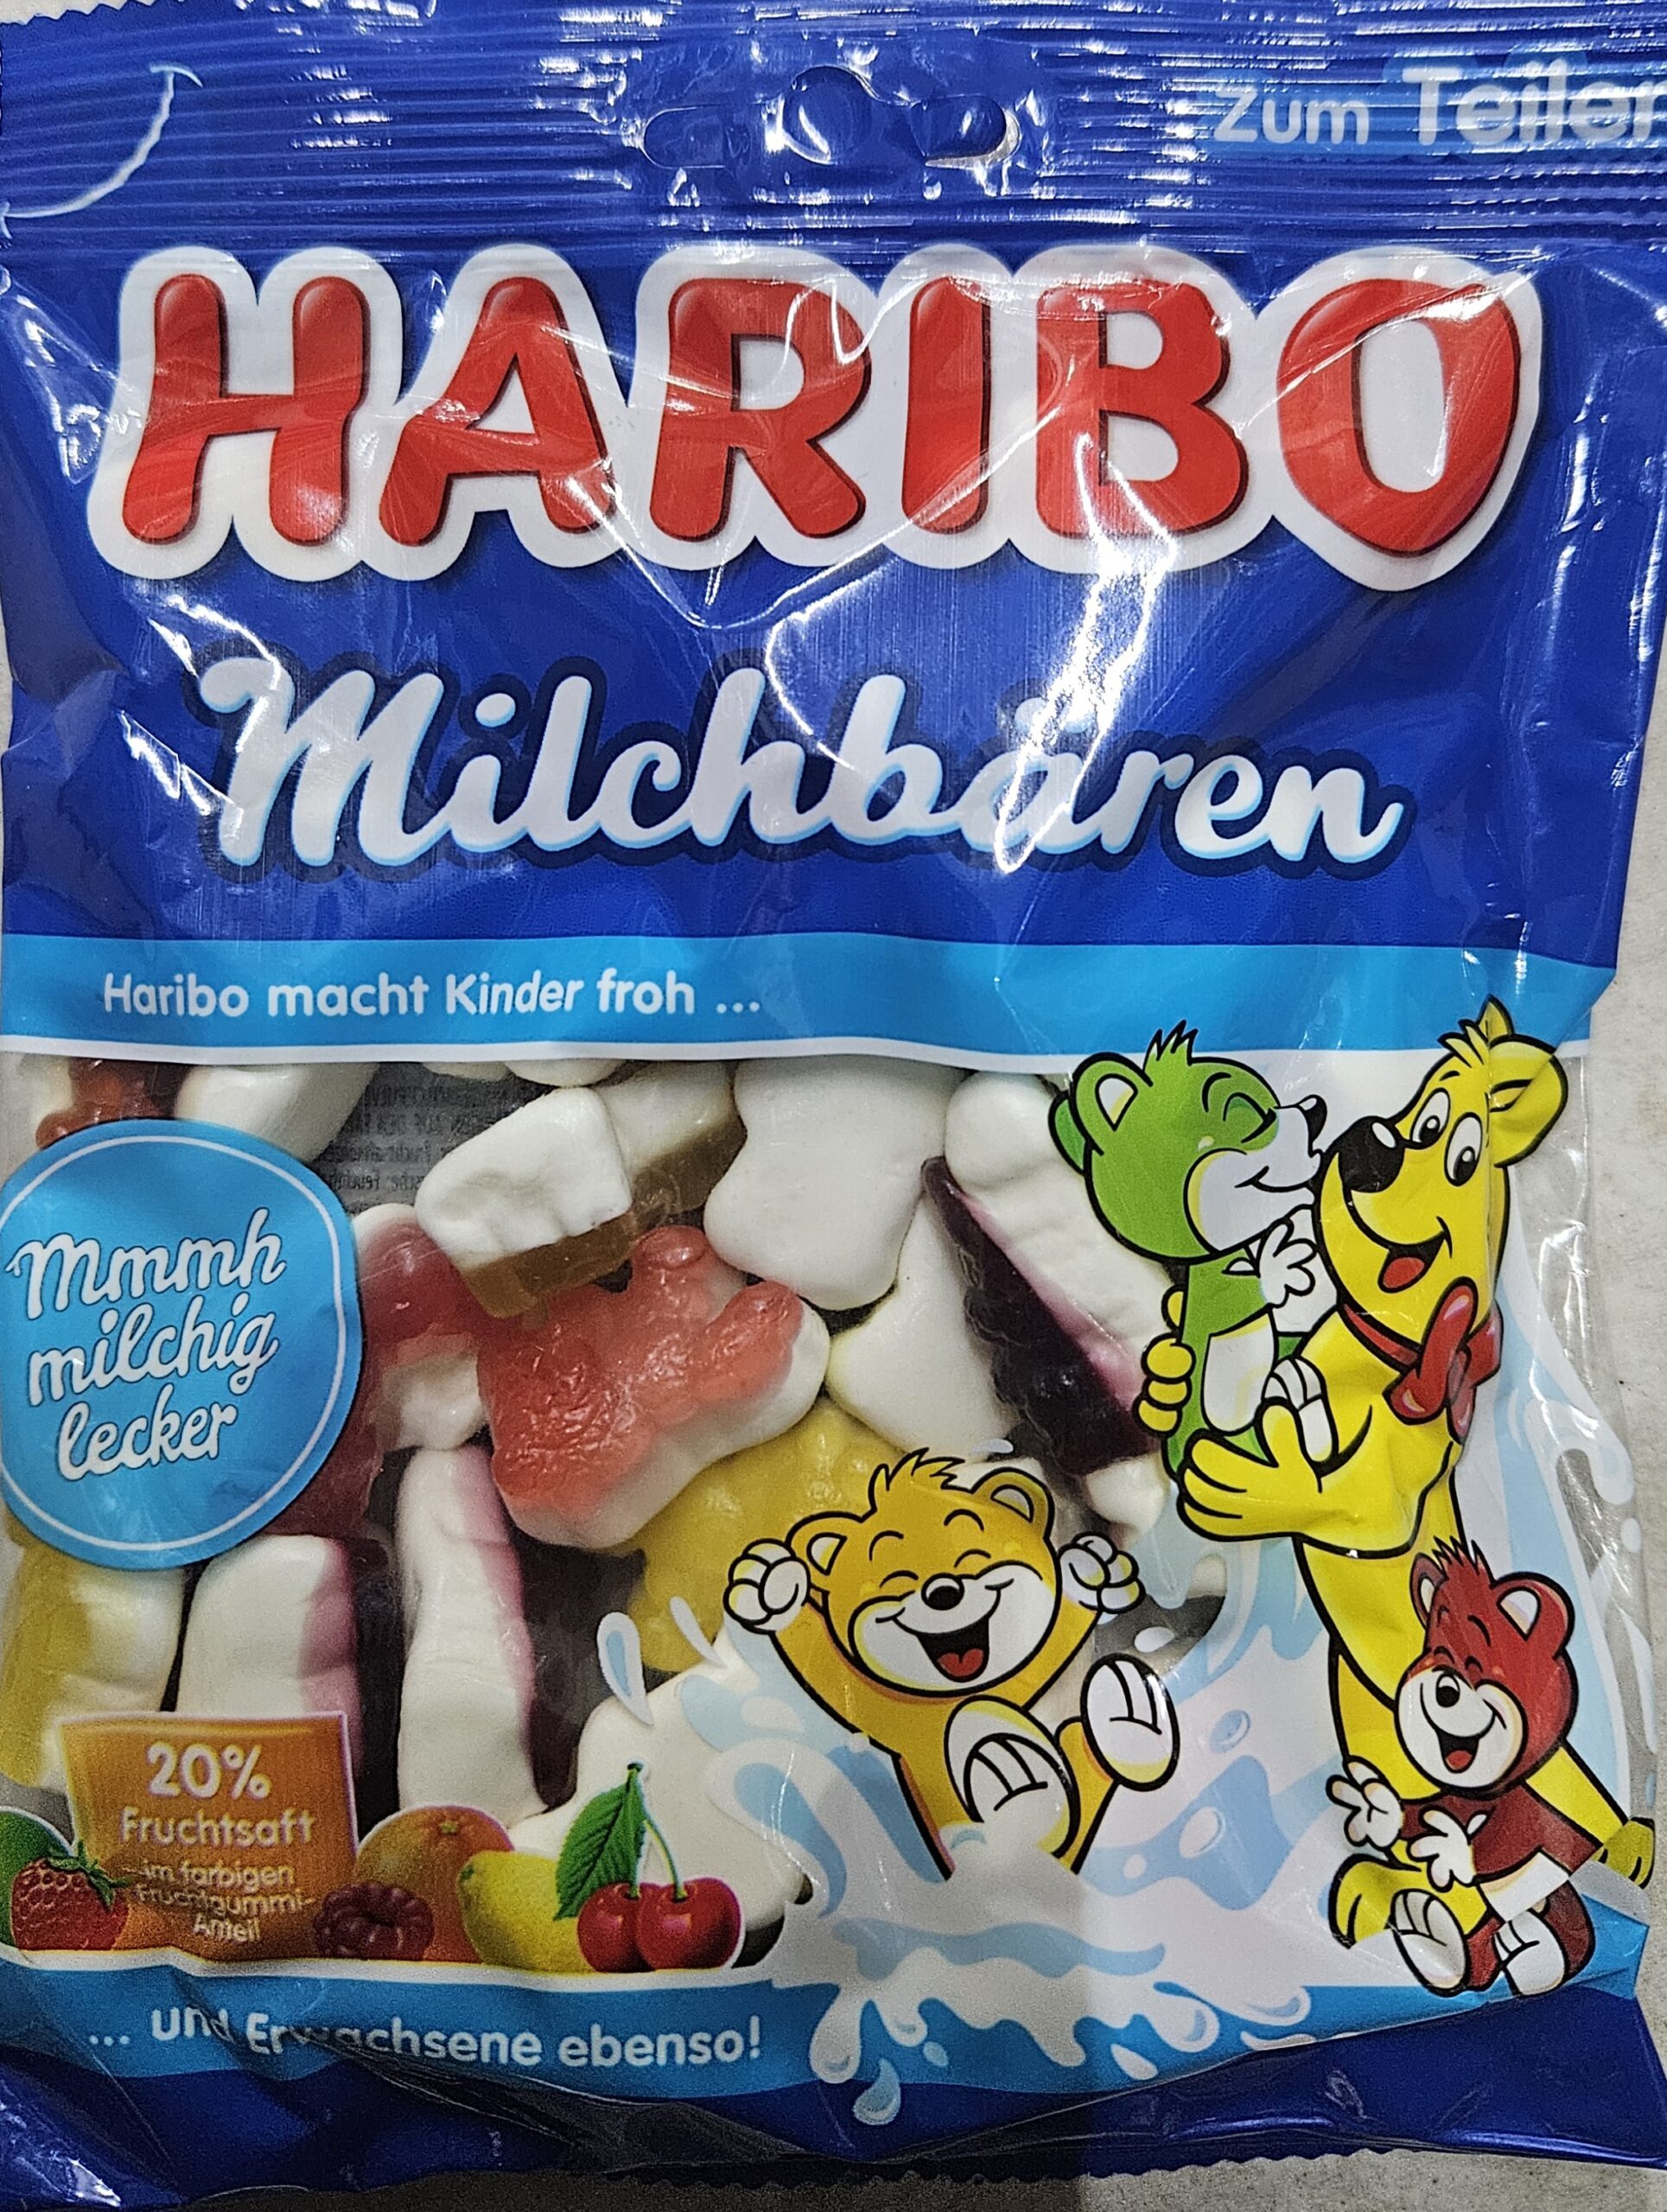 Zum Teilen
HARIBO
Milchbären
Haribo macht Kinder froh ...
Mmmh
milchig
lecker
20%
Fruchtsaft
im farbigen
Fruchtgummi-
Anteil
... und Erwachsene ebenso!